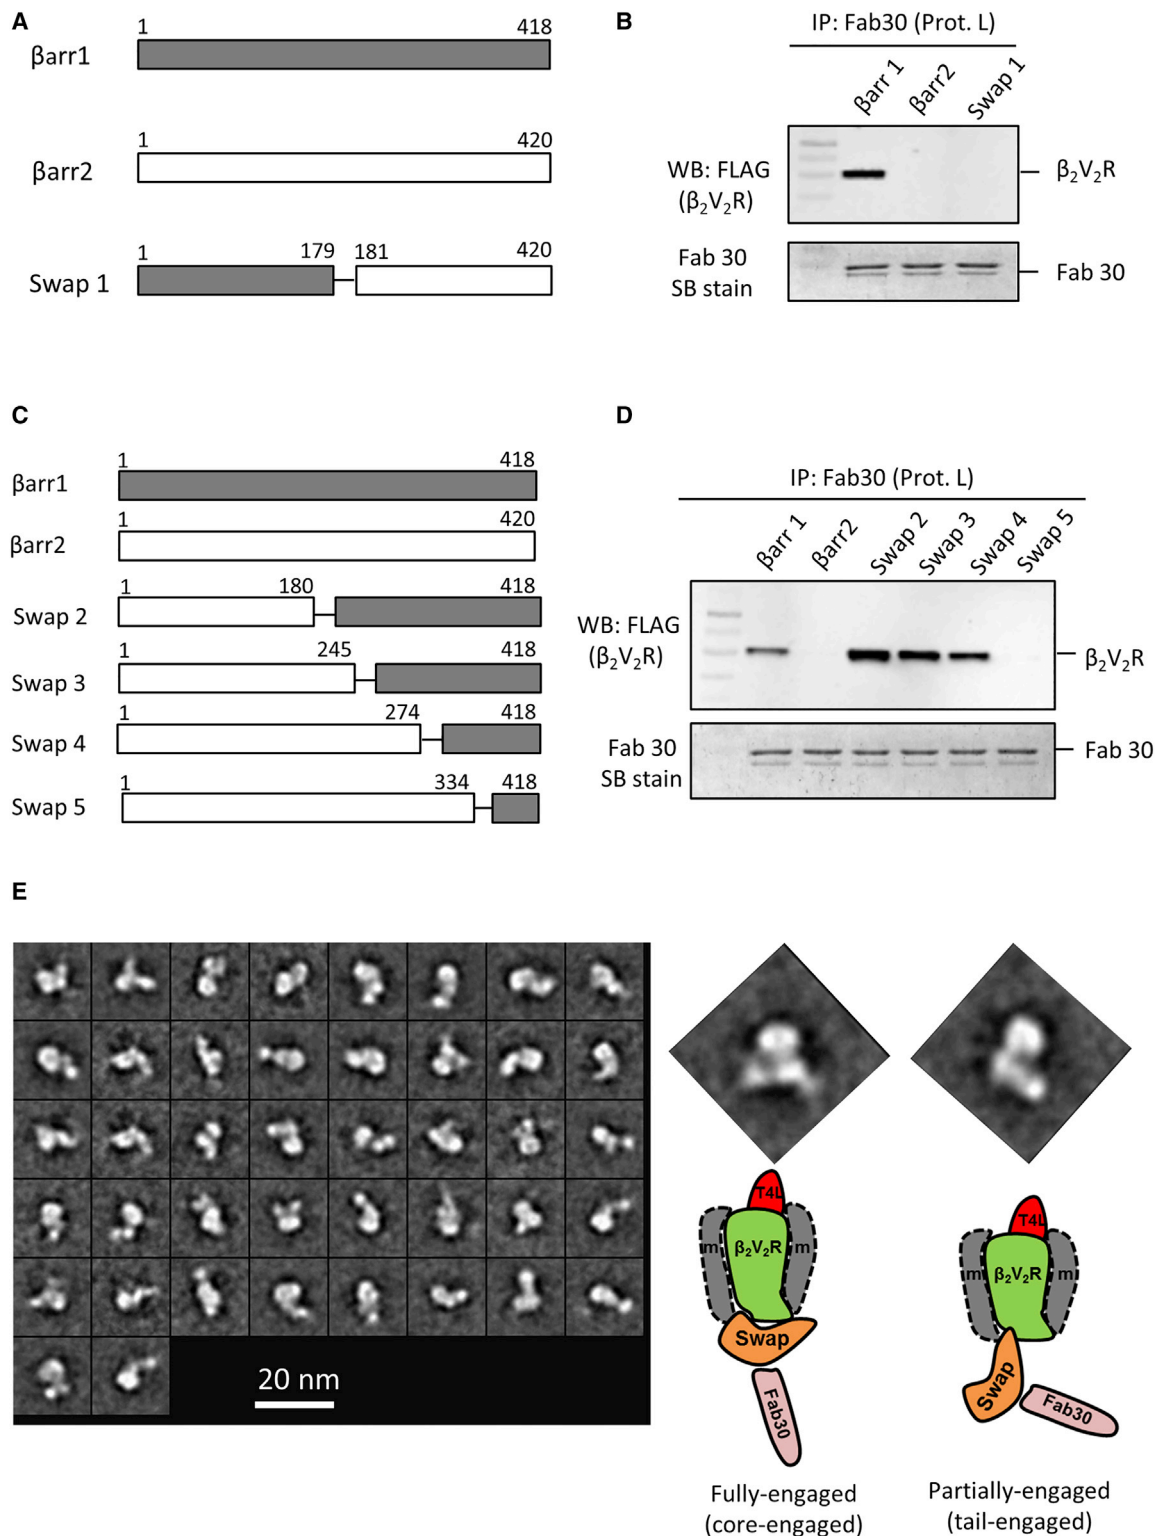 A
1 418
βarr1
1 420
βarr2
1 179 181 420
Swap 1
B
IP: Fab30 (Prot. L)
βarr 1 βarr2 Swap 1
WB: FLAG
(β₂V₂R)
β₂V₂R
Fab 30
SB stain
Fab 30
C
1 418
βarr1
1 420
βarr2
1 180 418
Swap 2
1 245 418
Swap 3
1 274 418
Swap 4
1 334 418
Swap 5
D
IP: Fab30 (Prot. L)
βarr 1 βarr2 Swap 2 Swap 3 Swap 4 Swap 5
WB: FLAG
(β₂V₂R)
β₂V₂R
Fab 30
SB stain
Fab 30
E
20 nm
T4L
m β₂V₂R m
Swap
Fab30
Fully-engaged
(core-engaged)
T4L
m β₂V₂R m
Swap
Fab30
Partially-engaged
(tail-engaged)